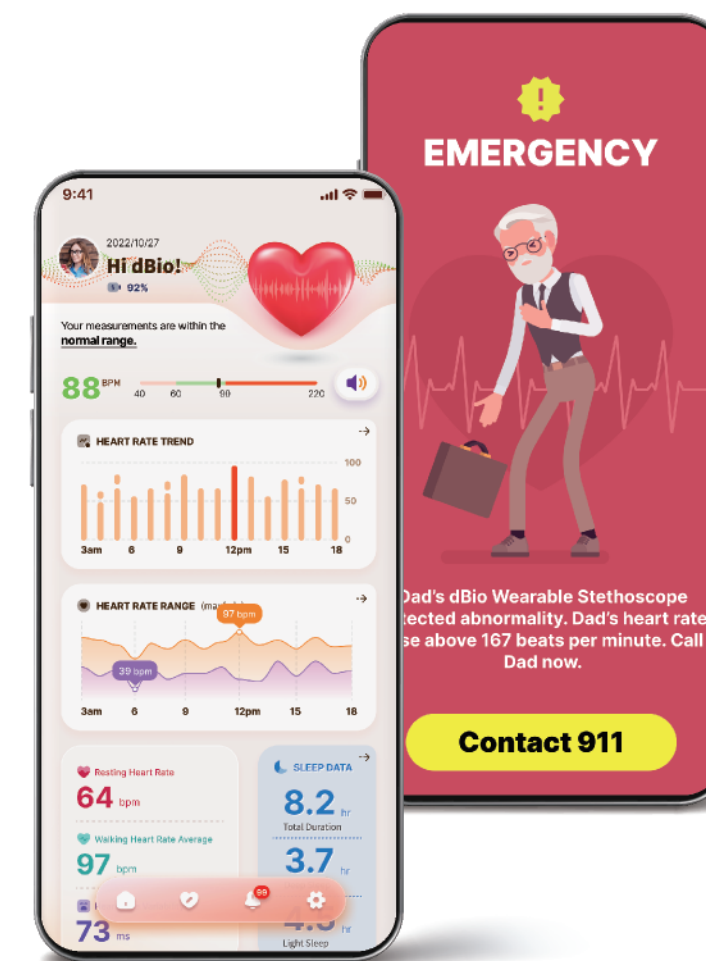 9:41
2022/10/27
Hi dBio!
92%
Your measurements are within the
normal range.
88 BPM
40 60 90 220
HEART RATE TREND
100
50
0
3am 6 9 12pm 15 18
HEART RATE RANGE
97 bpm
39 bpm
3am 6 9 12pm 15 18
Resting Heart Rate
64 bpm
Walking Heart Rate Average
97 bpm
73 ms
SLEEP DATA
8.2 hr
Total Duration
3.7 hr
hr
Light Sleep
99
!
EMERGENCY
Dad's dBio Wearable Stethoscope
tected abnormality. Dad's heart rate
se above 167 beats per minute. Call
Dad now.
Contact 911